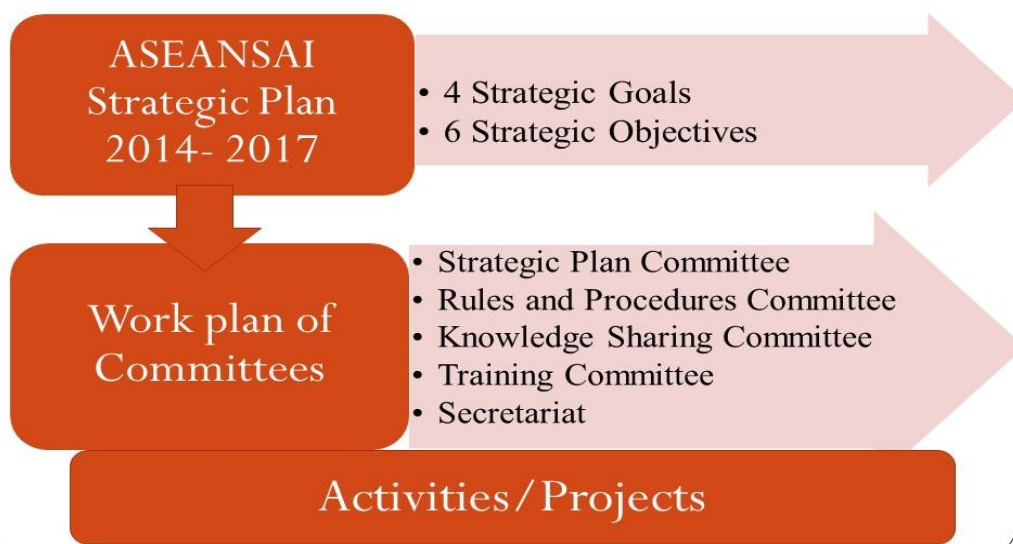 ASEANSAI
Strategic Plan
2014- 2017
• 4 Strategic Goals
• 6 Strategic Objectives
Work plan of
Committees
• Strategic Plan Committee
• Rules and Procedures Committee
• Knowledge Sharing Committee
• Training Committee
• Secretariat
Activities/Projects